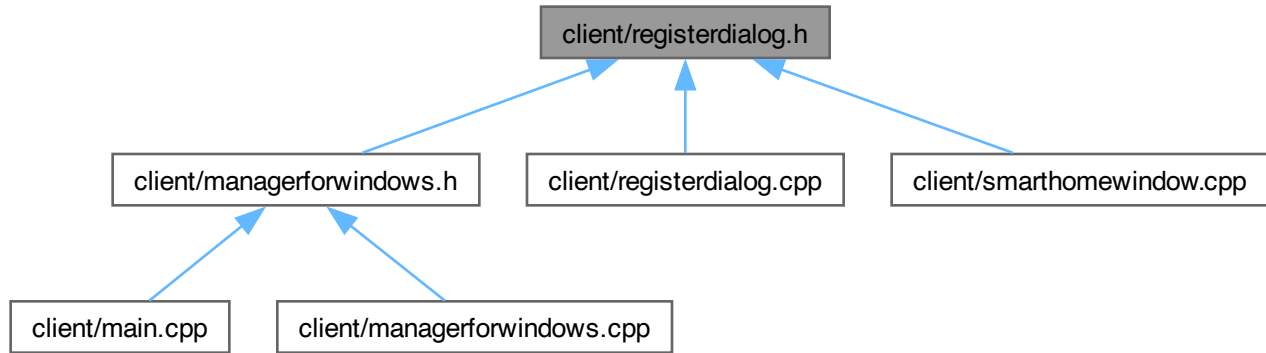 client/registerdialog.h
client/managerforwindows.h
client/registerdialog.cpp
client/smarthomewindow.cpp
client/main.cpp
client/managerforwindows.cpp